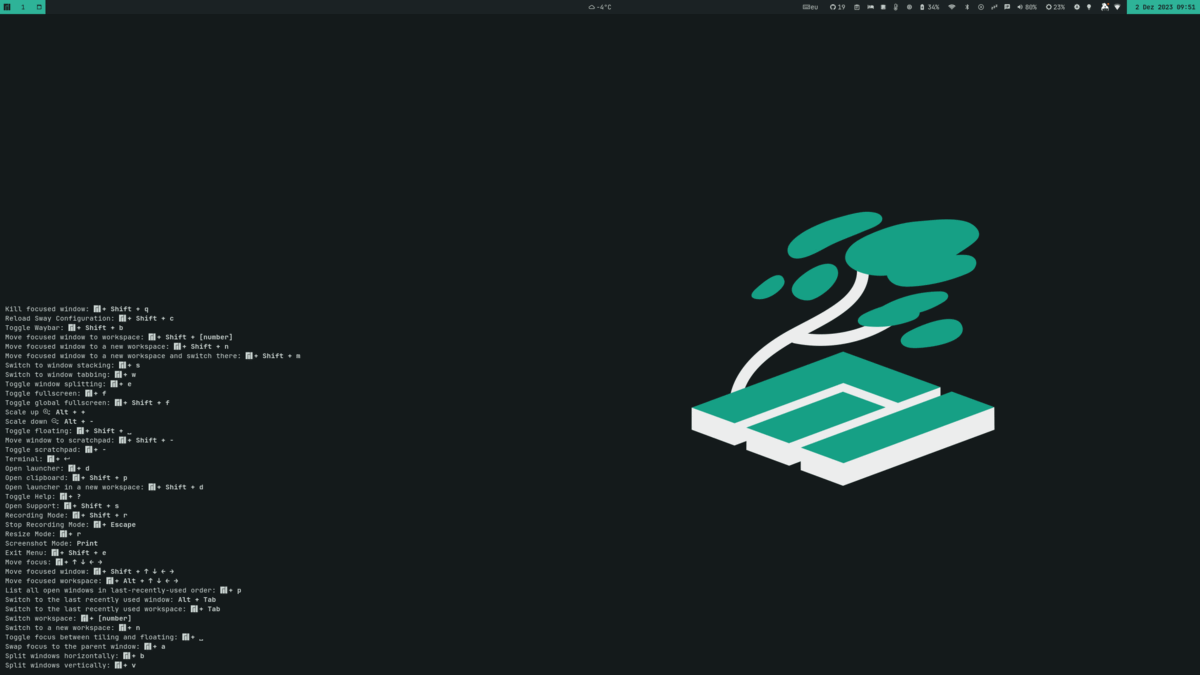 1
-4°C
eu 19 34% 80% 23%
2 Dez 2023 09:51
Kill focused window: + Shift + q
Reload Sway Configuration: + Shift + c
Toggle Waybar: + Shift + b
Move focused window to workspace: + Shift + [number]
Move focused window to a new workspace: + Shift + n
Move focused window to a new workspace and switch there: + Shift + m
Switch to window stacking: + s
Switch to window tabbing: + w
Toggle window splitting: + e
Toggle fullscreen: + f
Toggle global fullscreen: + Shift + f
Scale up 🔍: Alt + +
Scale down 🔍: Alt + -
Toggle floating: + Shift + ␣
Move window to scratchpad: + Shift + -
Toggle scratchpad: + -
Terminal: + ↩
Open launcher: + d
Open clipboard: + Shift + p
Open launcher in a new workspace: + Shift + d
Toggle Help: + ?
Open Support: + Shift + s
Recording Mode: + Shift + r
Stop Recording Mode: + Escape
Resize Mode: + r
Screenshot Mode: Print
Exit Menu: + Shift + e
Move focus: + ↑ ↓ ← →
Move focused window: + Shift + ↑ ↓ ← →
Move focused workspace: + Alt + ↑ ↓ ← →
List all open windows in last-recently-used order: + p
Switch to the last recently used window: Alt + Tab
Switch to the last recently used workspace: + Tab
Switch workspace: + [number]
Switch to a new workspace: + n
Toggle focus between tiling and floating: + ␣
Swap focus to the parent window: + a
Split windows horizontally: + b
Split windows vertically: + v